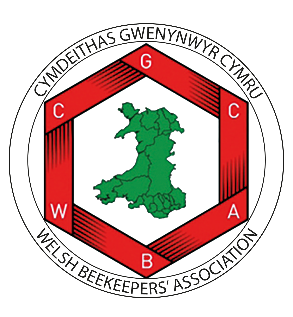 CYMDEITHAS GWENYNWYR CYMRU
C G C
W B A
WELSH BEEKEEPERS' ASSOCIATION